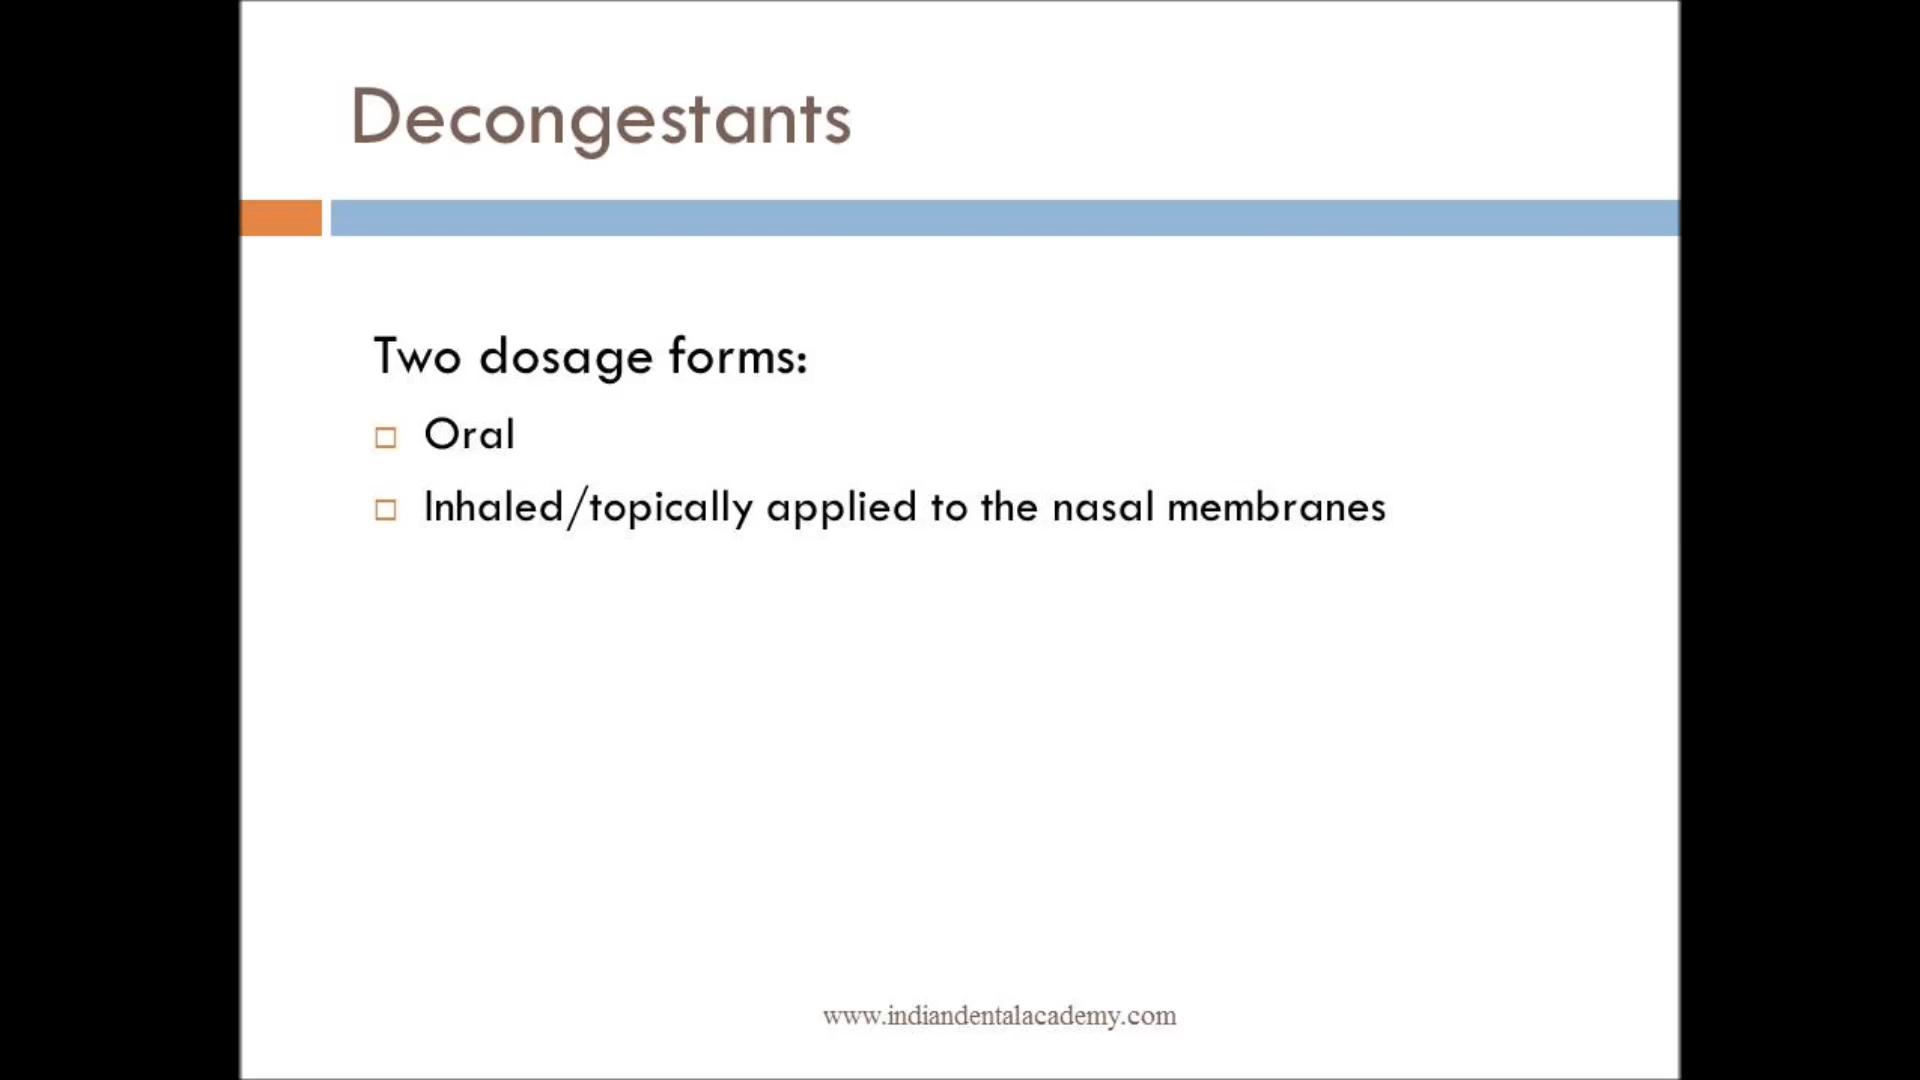 Decongestants
Two dosage forms:
Oral
Inhaled/topically applied to the nasal membranes
www.indiandentalacademy.com